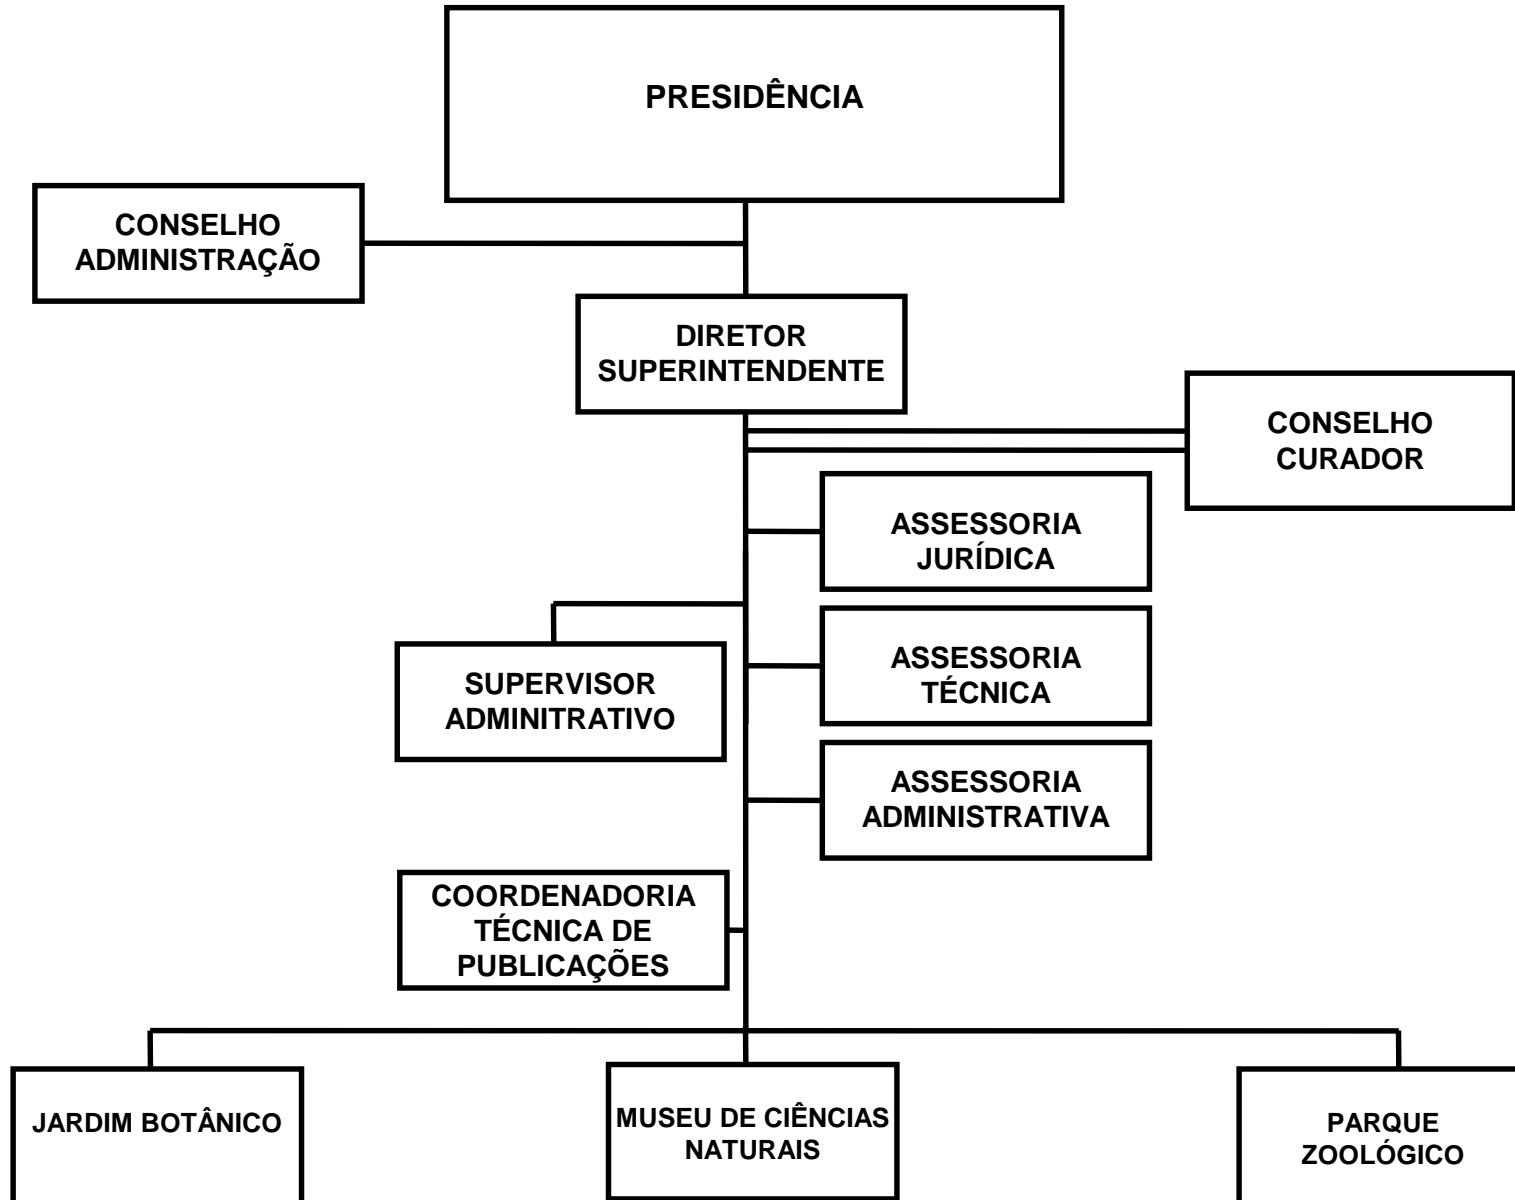 PRESIDÊNCIA
CONSELHO
ADMINISTRAÇÃO
DIRETOR
SUPERINTENDENTE
CONSELHO
CURADOR
ASSESSORIA
JURÍDICA
SUPERVISOR
ADMINITRATIVO
ASSESSORIA
TÉCNICA
ASSESSORIA
ADMINISTRATIVA
COORDENADORIA
TÉCNICA DE
PUBLICAÇÕES
JARDIM BOTÂNICO
MUSEU DE CIÊNCIAS
NATURAIS
PARQUE
ZOOLÓGICO